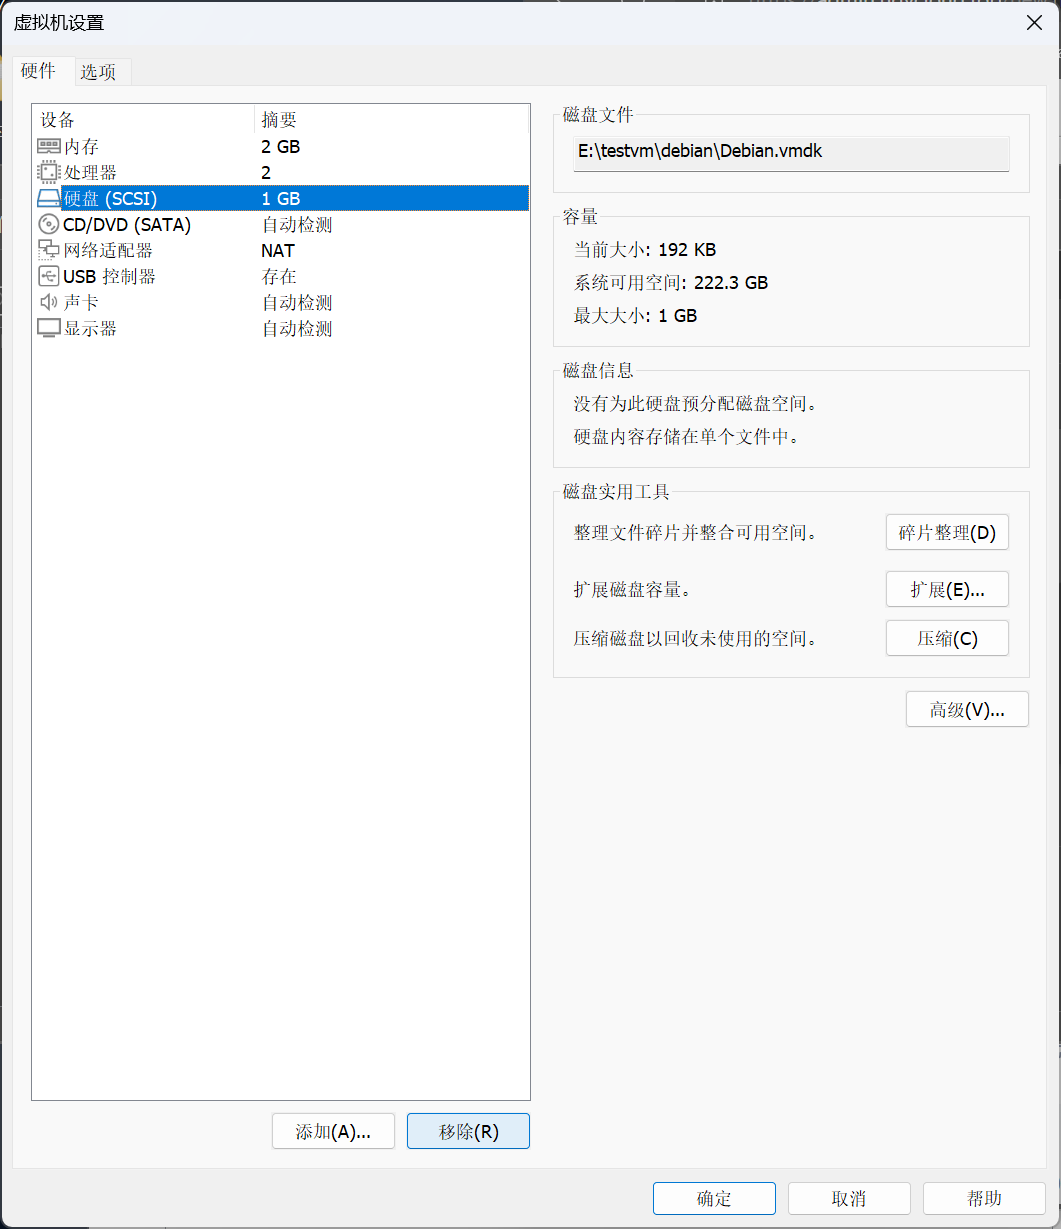 虚拟机设置
硬件 选项
设备 摘要
内存 2 GB
处理器 2
硬盘 (SCSI) 1 GB
CD/DVD (SATA) 自动检测
网络适配器 NAT
USB 控制器 存在
声卡 自动检测
显示器 自动检测
添加(A)... 移除(R)
磁盘文件
E:\testvm\debian\Debian.vmdk
容量
当前大小: 192 KB
系统可用空间: 222.3 GB
最大大小: 1 GB
磁盘信息
没有为此硬盘预分配磁盘空间。
硬盘内容存储在单个文件中。
磁盘实用工具
整理文件碎片并整合可用空间。 碎片整理(D)
扩展磁盘容量。 扩展(E)...
压缩磁盘以回收未使用的空间。 压缩(C)
高级(V)...
确定 取消 帮助